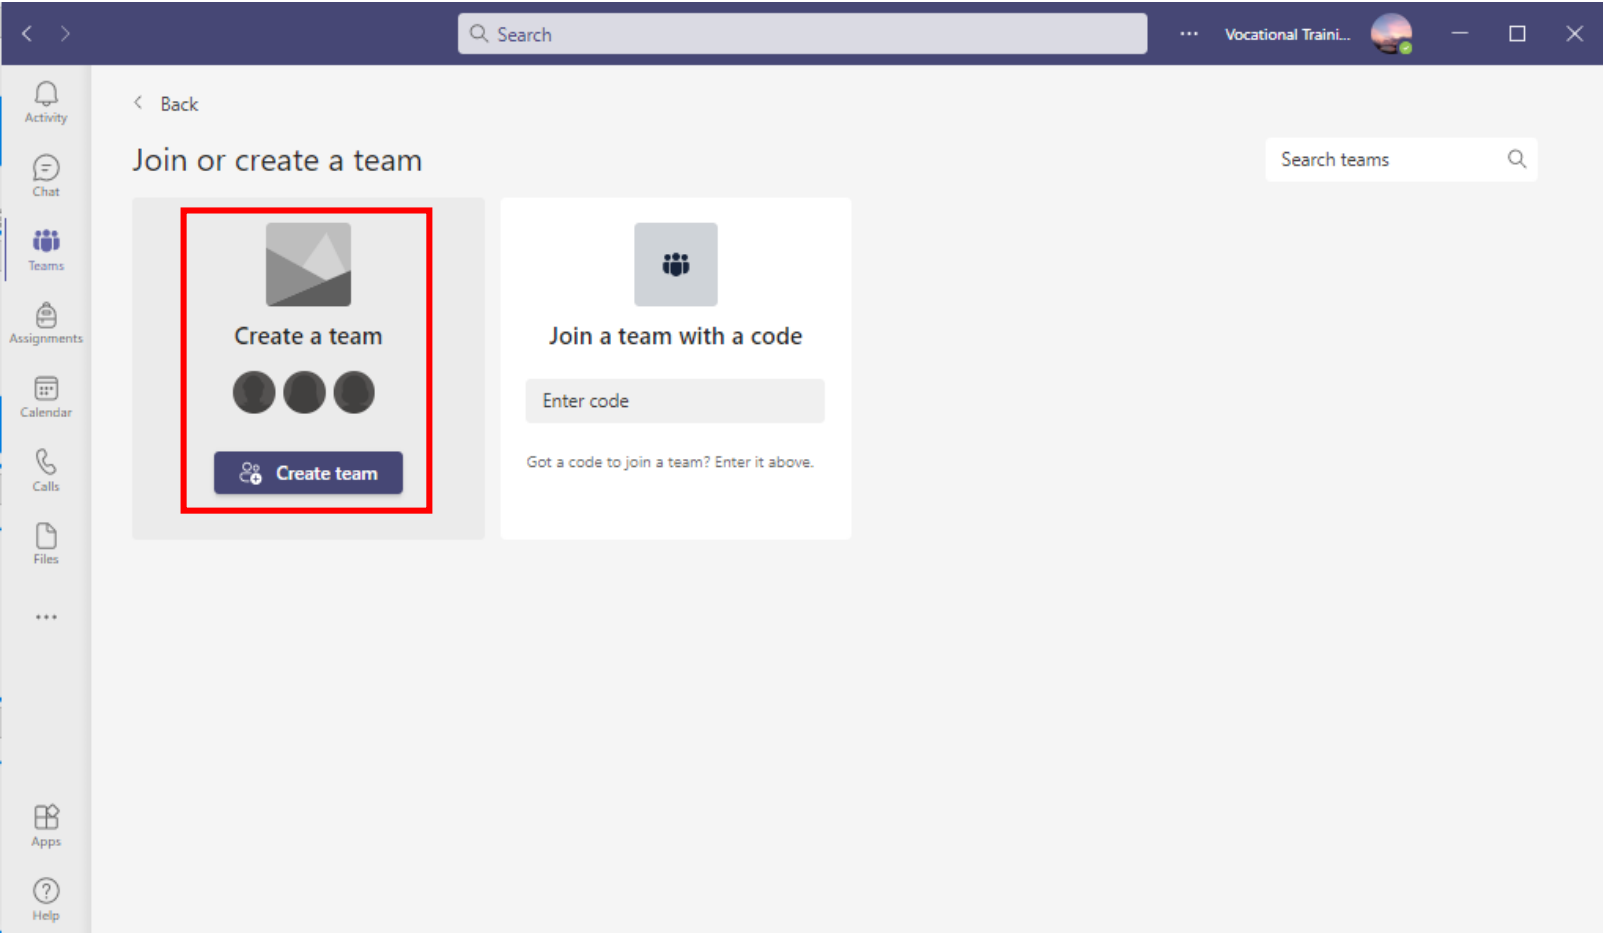 Search
Vocational Traini...
Activity
Chat
Teams
Assignments
Calendar
Calls
Files
Apps
Help
Back
Join or create a team
Search teams
Create a team
Create team
Join a team with a code
Enter code
Got a code to join a team? Enter it above.